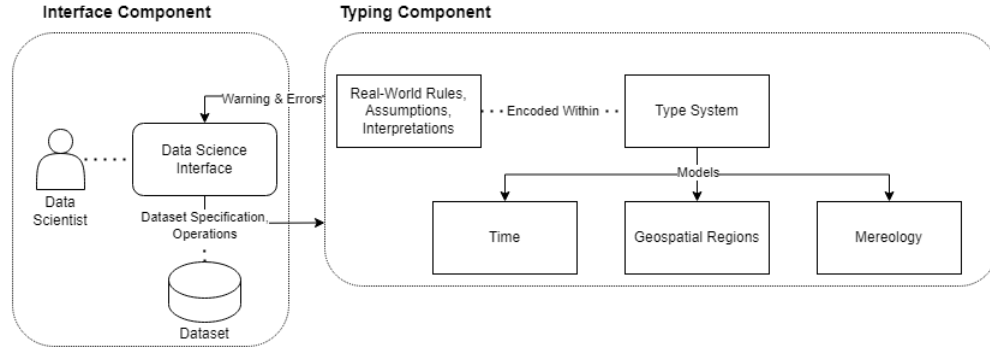 Interface Component
Typing Component
Warning & Errors
Real-World Rules,
Assumptions,
Interpretations
Encoded Within
Type System
Data Science
Interface
Data
Scientist
Models
Dataset Specification,
Operations
Time
Geospatial Regions
Mereology
Dataset